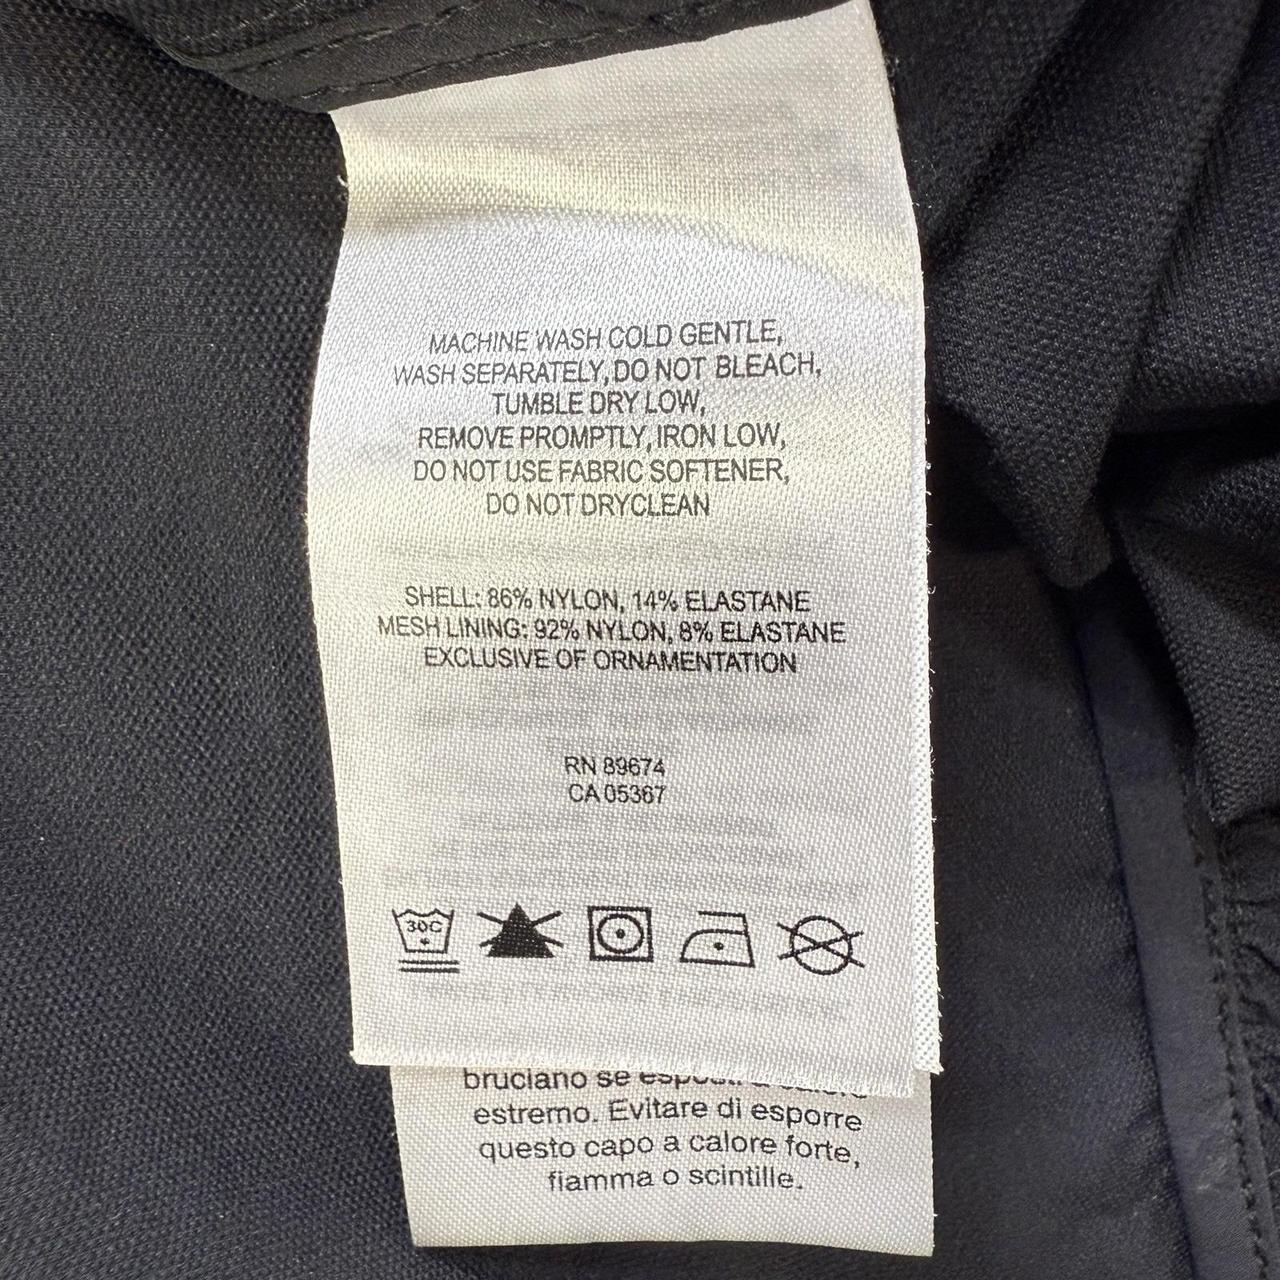 MACHINE WASH COLD GENTLE,
WASH SEPARATELY, DO NOT BLEACH,
TUMBLE DRY LOW,
REMOVE PROMPTLY, IRON LOW,
DO NOT USE FABRIC SOFTENER,
DO NOT DRYCLEAN
SHELL: 86% NYLON, 14% ELASTANE
MESH LINING: 92% NYLON, 8% ELASTANE
EXCLUSIVE OF ORNAMENTATION
RN 89674
CA 05367
30C
bruciano se esposti a calore
estremo. Evitare di esporre
questo capo a calore forte,
fiamma o scintille.